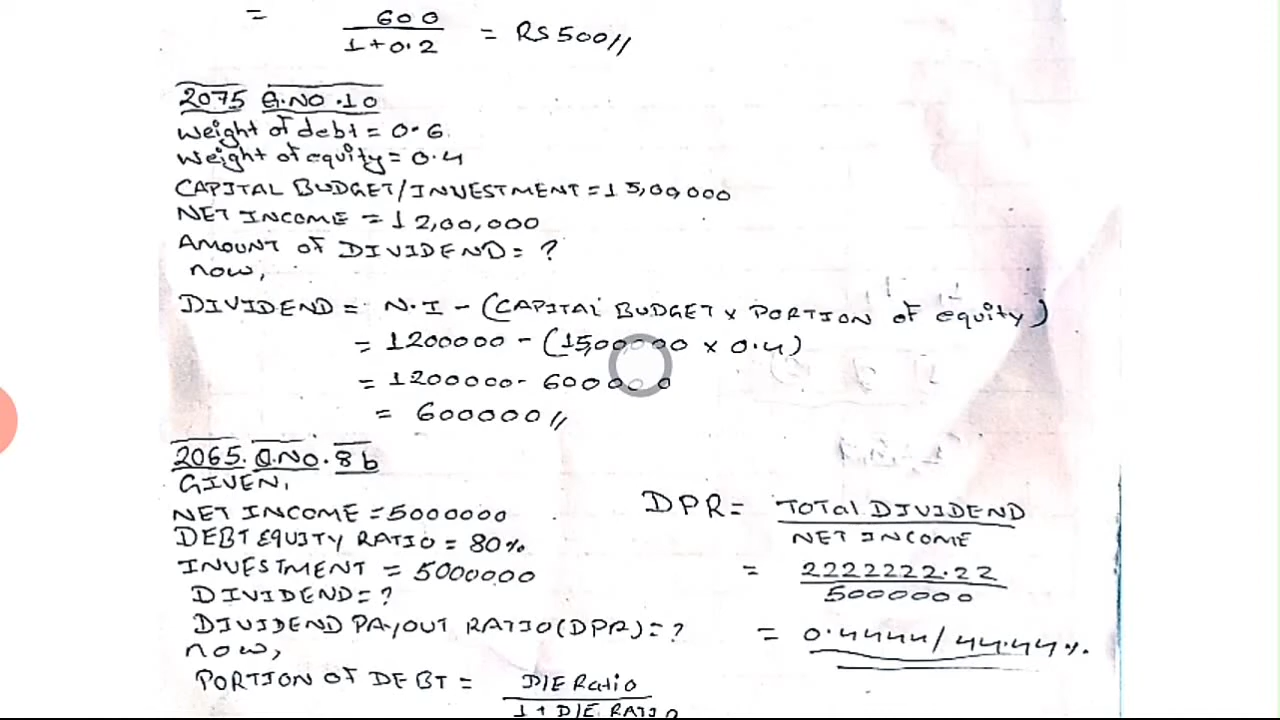 = 600 / 1+0.2 = RS 500//
2075 Q.NO.10
Weight of debt = 0.6
Weight of equity = 0.4
CAPITAL BUDGET/INVESTMENT = 15,00,000
NET INCOME = 12,00,000
AMOUNT OF DIVIDEND = ?
now,
DIVIDEND = N.I - (CAPITAL BUDGET x PORTION of equity)
= 1200000 - (1500000 x 0.4)
= 1200000 - 600000
= 600000//
2065. Q.NO. 8b
GIVEN,
NET INCOME = 5000000
DEBT EQUITY RATIO = 80%
INVESTMENT = 5000000
DIVIDEND = ?
DIVIDEND PAYOUT RATIO (DPR) = ?
now,
PORTION OF DEBT = D/E Ratio / 1 + D/E RATIO
DPR = TOTAL DIVIDEND / NET INCOME
= 2222222.22 / 5000000
= 0.4444/44.44%.